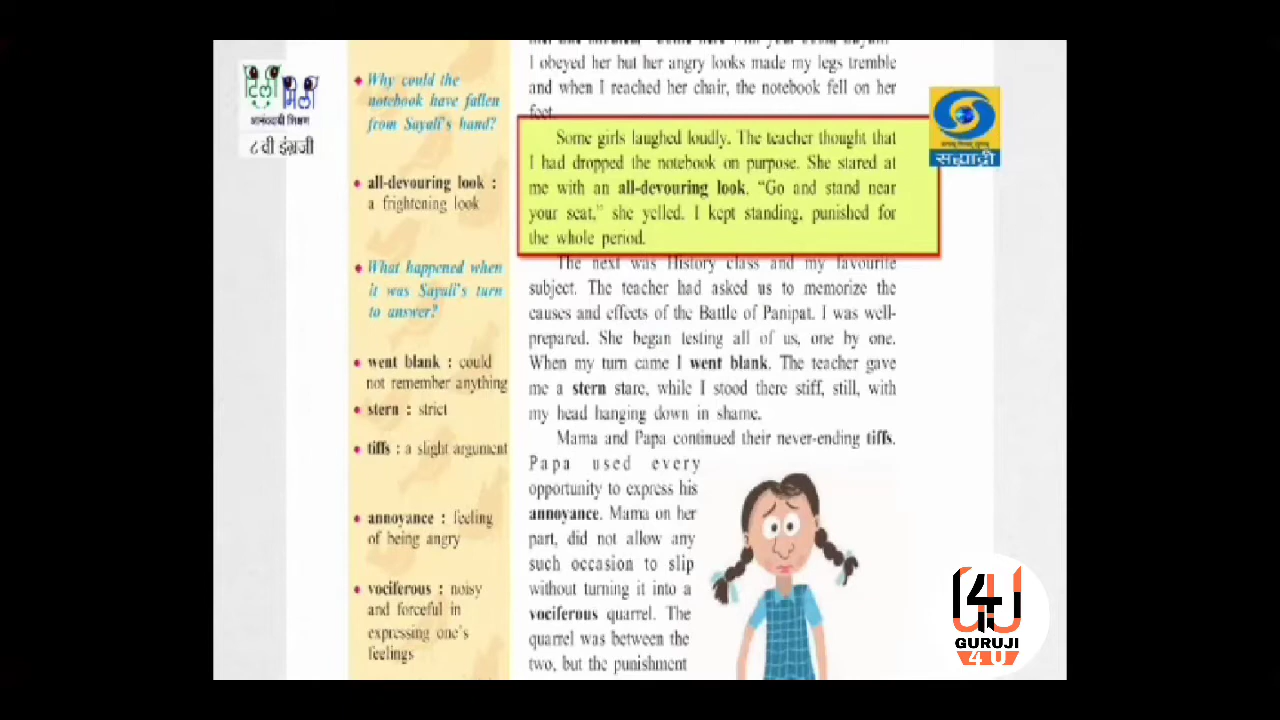 टिली
मिली
आनंददायी शिक्षण
८ वी इंग्रजी
Why could the
notebook have fallen
from Sayali's hand?
all-devouring look :
a frightening look
What happened when
it was Sayali's turn
to answer?
went blank : could
not remember anything
stern : strict
tiffs : a slight argument
annoyance : feeling
of being angry
vociferous : noisy
and forceful in
expressing one's
feelings
I obeyed her but her angry looks made my legs tremble
and when I reached her chair, the notebook fell on her
feet.
Some girls laughed loudly. The teacher thought that
I had dropped the notebook on purpose. She stared at
me with an all-devouring look. “Go and stand near
your seat,” she yelled. I kept standing, punished for
the whole period.
The next was History class and my favourite
subject. The teacher had asked us to memorize the
causes and effects of the Battle of Panipat. I was well-
prepared. She began testing all of us, one by one.
When my turn came I went blank. The teacher gave
me a stern stare, while I stood there stiff, still, with
my head hanging down in shame.
Mama and Papa continued their never-ending tiffs.
Papa used every
opportunity to express his
annoyance. Mama on her
part, did not allow any
such occasion to slip
without turning it into a
vociferous quarrel. The
quarrel was between the
two, but the punishment
सह्याद्री
4U
GURUJI
4 U